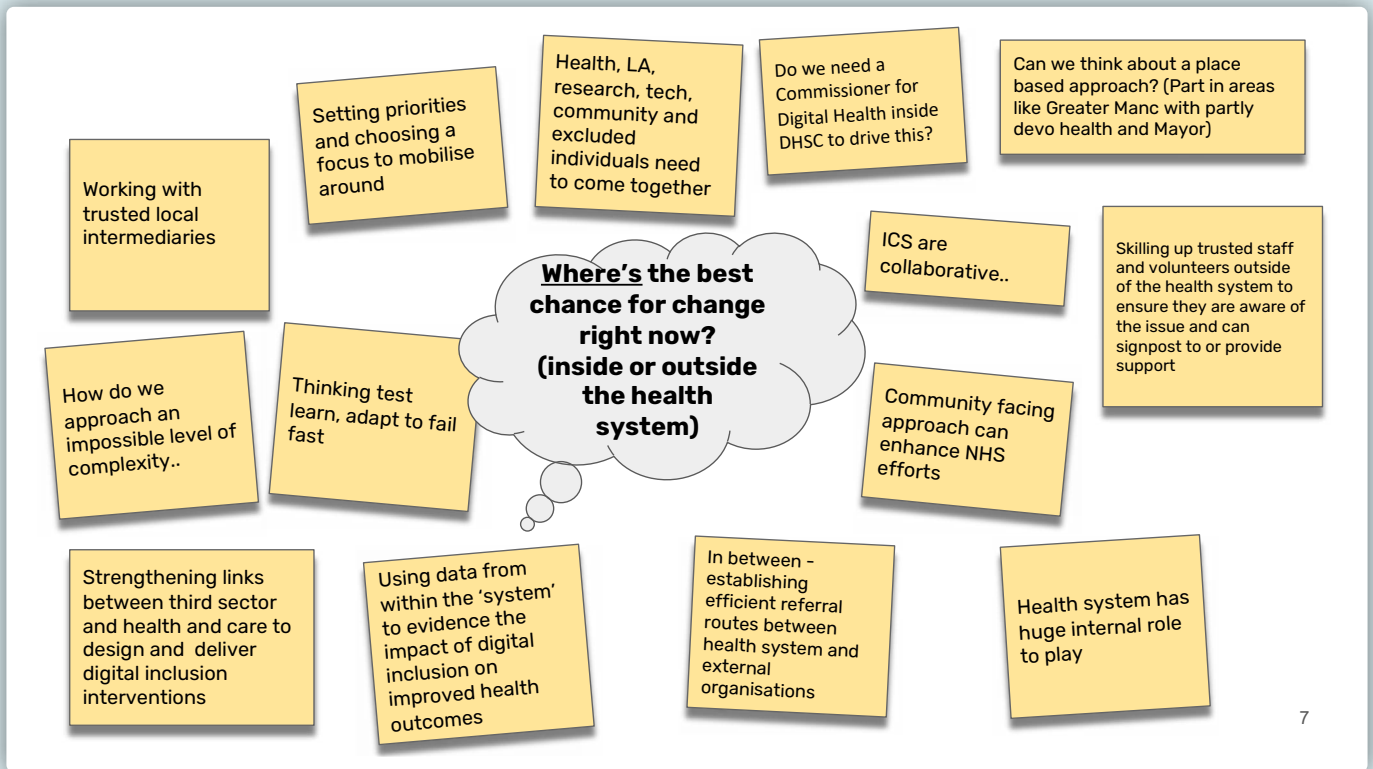 Working with
trusted local
intermediaries
Setting priorities
and choosing a
focus to mobilise
around
Health, LA,
research, tech,
community and
excluded
individuals need
to come together
Do we need a
Commissioner for
Digital Health inside
DHSC to drive this?
Can we think about a place
based approach? (Part in areas
like Greater Manc with partly
devo health and Mayor)
How do we
approach an
impossible level of
complexity..
Thinking test
learn, adapt to fail
fast
Where's the best
chance for change
right now?
(inside or outside
the health
system)
ICS are
collaborative..
Skilling up trusted staff
and volunteers outside
of the health system to
ensure they are aware of
the issue and can
signpost to or provide
support
Community facing
approach can
enhance NHS
efforts
Strengthening links
between third sector
and health and care to
design and  deliver
digital inclusion
interventions
Using data from
within the ‘system’
to evidence the
impact of digital
inclusion on
improved health
outcomes
In between -
establishing
efficient referral
routes between
health system and
external
organisations
Health system has
huge internal role
to play
7